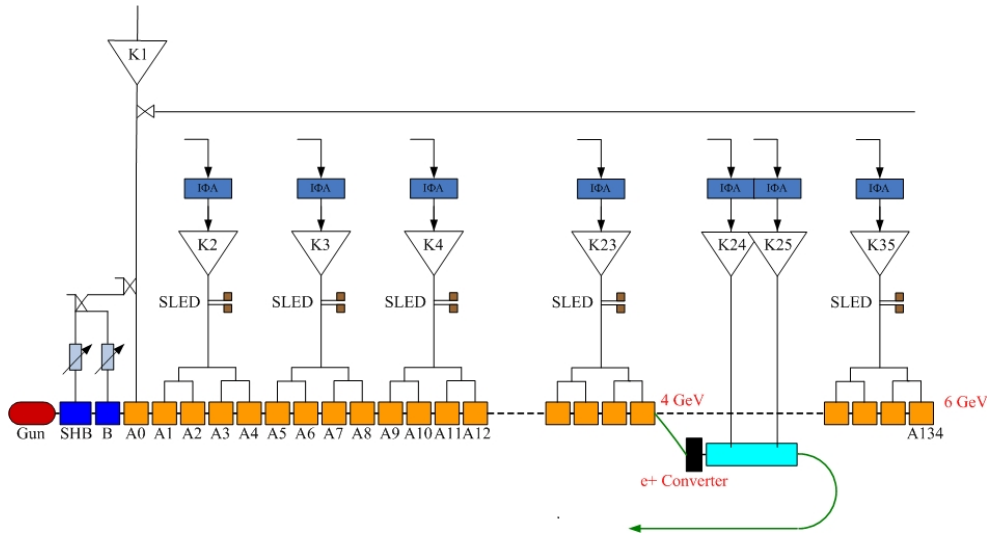 K1
IΦA IΦA IΦA IΦA IΦA IΦA IΦA
K2 K3 K4 K23 K24 K25 K35
SLED SLED SLED SLED SLED
4 GeV 6 GeV
Gun SHB B A0 A1 A2 A3 A4 A5 A6 A7 A8 A9 A10 A11 A12 A134
e+ Converter